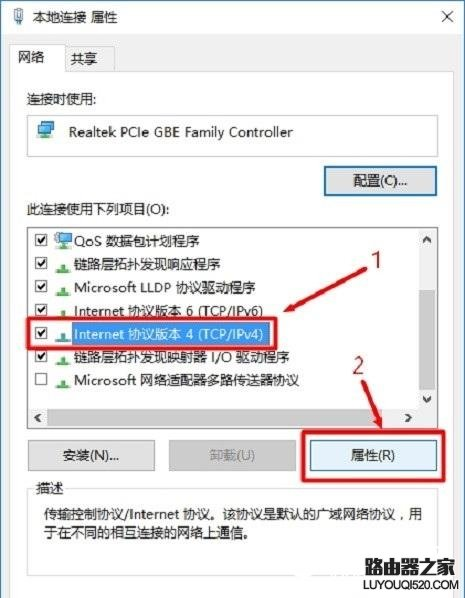 本地连接 属性
网络
共享
连接时使用:
Realtek PCIe GBE Family Controller
配置(C)...
此连接使用下列项目(O):
QoS 数据包计划程序
链路层拓扑发现响应程序
Microsoft LLDP 协议驱动程序
Internet 协议版本 6 (TCP/IPv6)
Internet 协议版本 4 (TCP/IPv4)
链路层拓扑发现映射器 I/O 驱动程序
Microsoft 网络适配器多路传送器协议
1
2
安装(N)...
卸载(U)
属性(R)
描述
传输控制协议/Internet 协议。该协议是默认的广域网络协议，用
于在不同的相互连接的网络上通信。
路由器之家
LUYOUQI520.COM